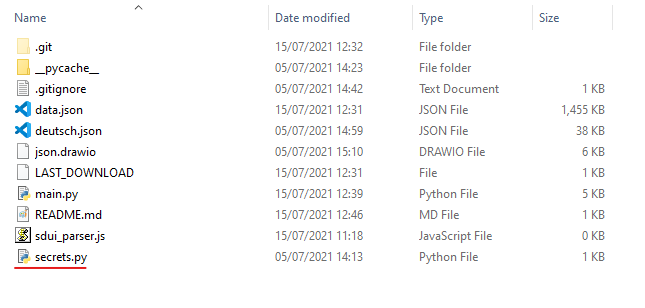 Name Date modified Type Size
.git 15/07/2021 12:32 File folder
__pycache__ 05/07/2021 14:23 File folder
.gitignore 05/07/2021 14:42 Text Document 1 KB
data.json 15/07/2021 12:31 JSON File 1,455 KB
deutsch.json 05/07/2021 14:59 JSON File 38 KB
json.drawio 05/07/2021 15:10 DRAWIO File 6 KB
LAST_DOWNLOAD 15/07/2021 12:31 File 1 KB
main.py 15/07/2021 12:39 Python File 5 KB
README.md 15/07/2021 12:46 MD File 1 KB
sdui_parser.js 15/07/2021 11:18 JavaScript File 0 KB
secrets.py 05/07/2021 14:13 Python File 1 KB